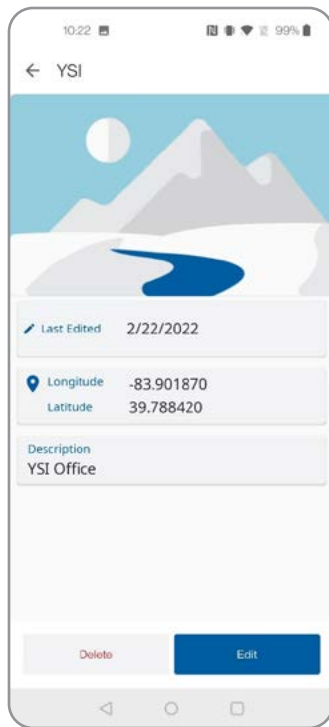 10:22 99%
YSI
Last Edited 2/22/2022
Longitude -83.901870
Latitude 39.788420
Description
YSI Office
Delete Edit